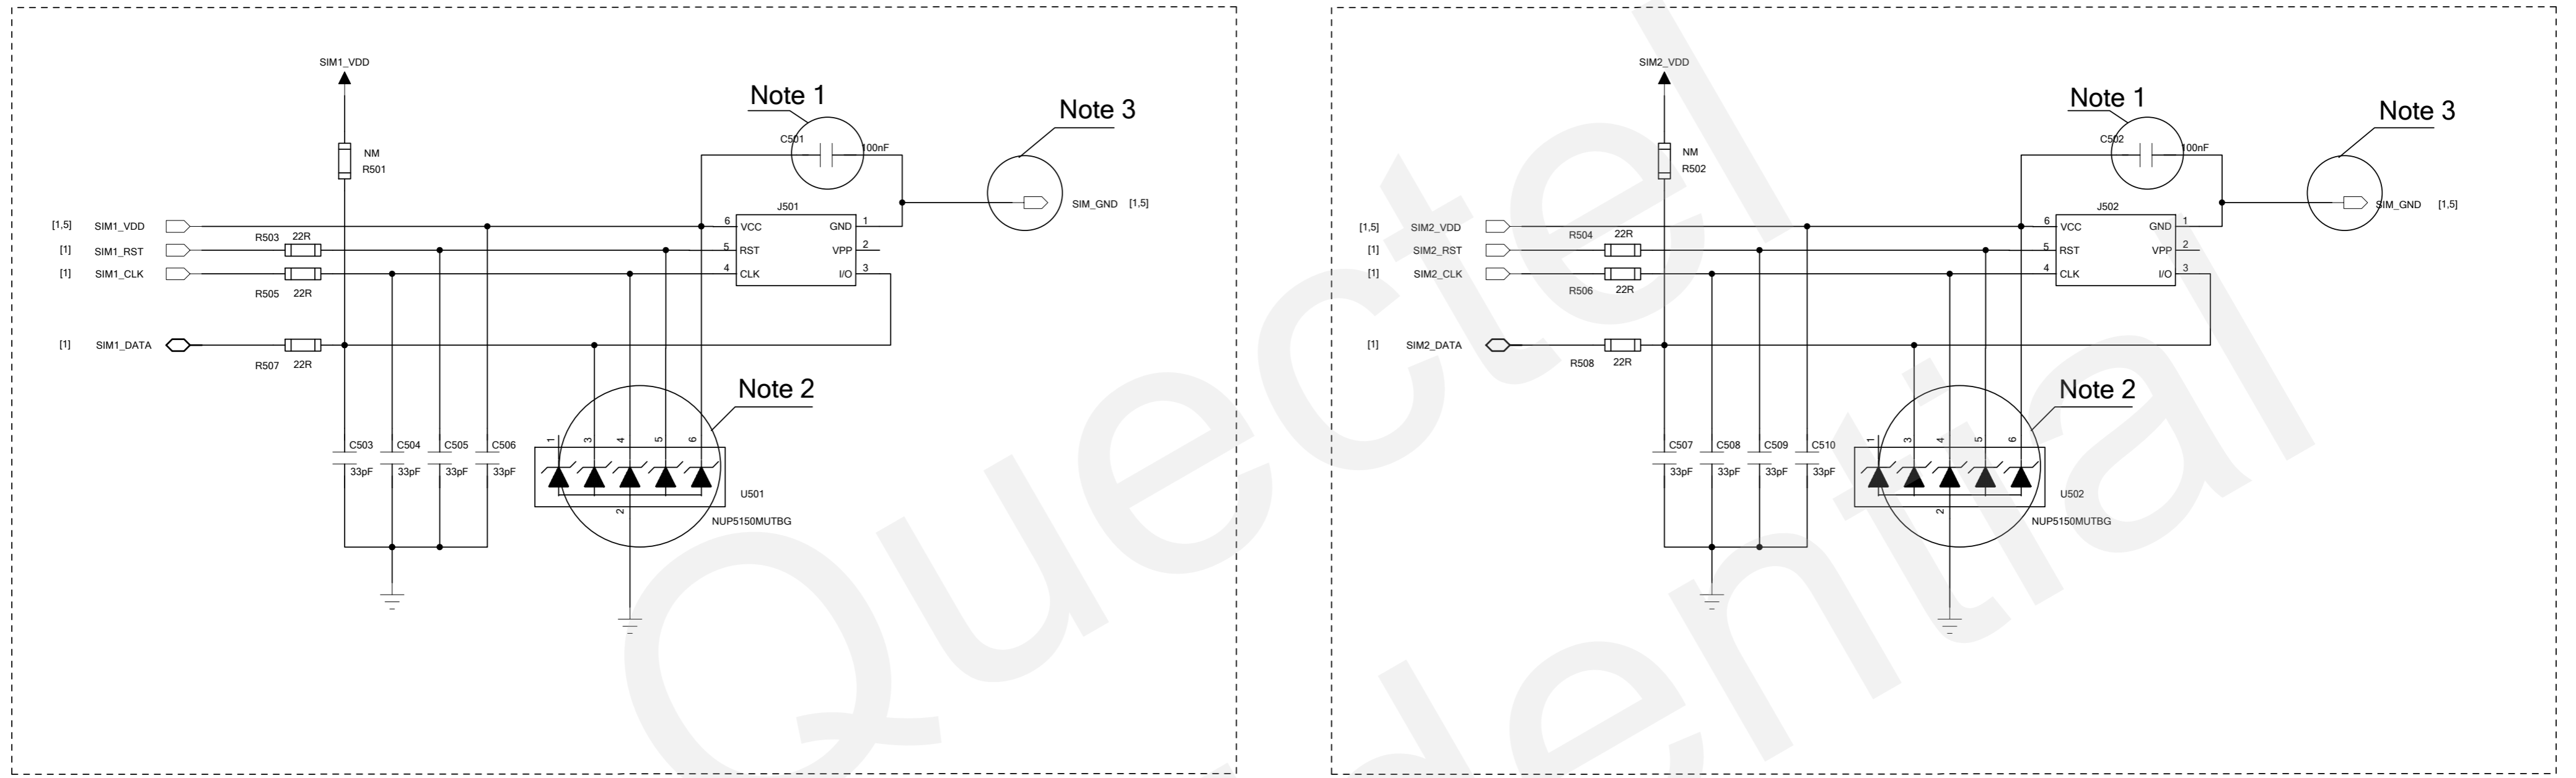 SIM1_VDD
Note 1
Note 3
C501
100nF
NM
R501
J501
SIM_GND [1,5]
[1,5] SIM1_VDD
6 VCC GND 1
R503 22R
[1] SIM1_RST
5 RST VPP 2
[1] SIM1_CLK
4 CLK I/O 3
R505 22R
[1] SIM1_DATA
R507 22R
Note 2
C503 C504 C505 C506
33pF 33pF 33pF 33pF
1 3 4 5 6
2
U501
NUP5150MUTBG
SIM2_VDD
Note 1
Note 3
C502
100nF
NM
R502
J502
SIM_GND [1,5]
[1,5] SIM2_VDD
6 VCC GND 1
R504 22R
[1] SIM2_RST
5 RST VPP 2
[1] SIM2_CLK
4 CLK I/O 3
R506 22R
[1] SIM2_DATA
R508 22R
Note 2
C507 C508 C509 C510
33pF 33pF 33pF 33pF
1 3 4 5 6
2
U502
NUP5150MUTBG
Quectel
dential